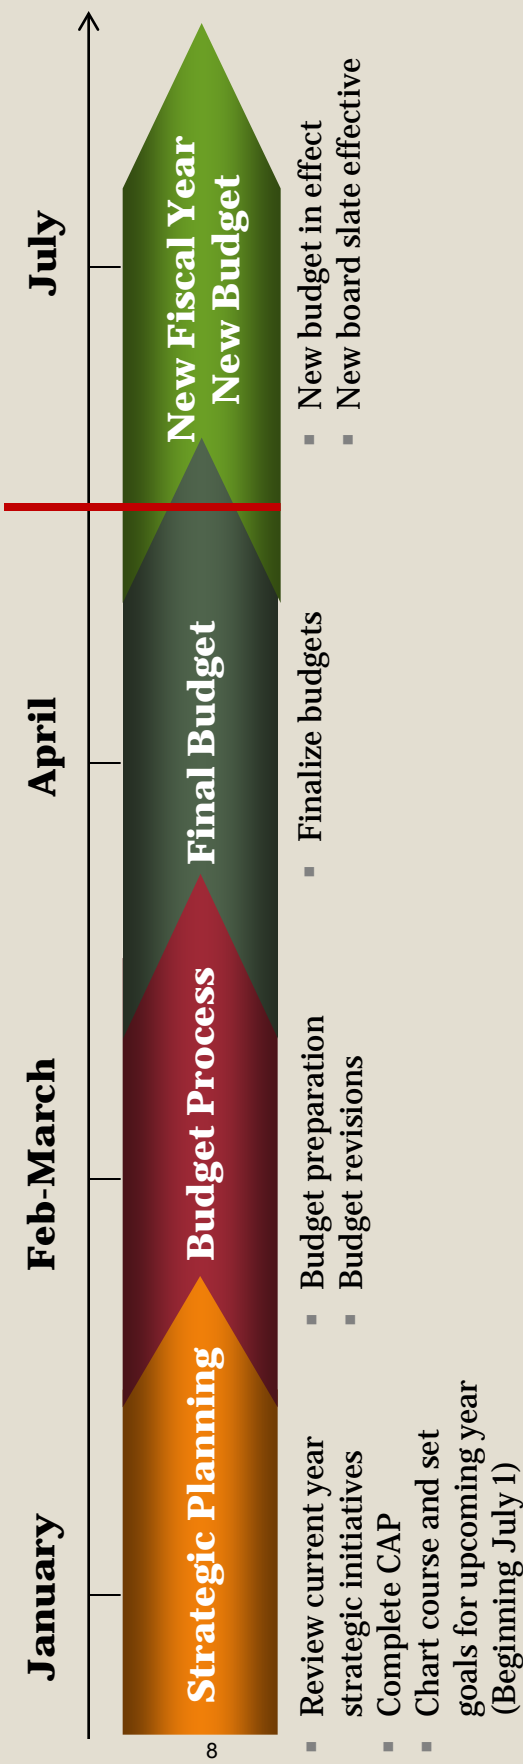 January
Feb-March
April
July
Strategic Planning
Budget Process
Final Budget
New Fiscal Year
New Budget
Review current year
strategic initiatives
Complete CAP
Chart course and set
goals for upcoming year
(Beginning July 1)
Budget preparation
Budget revisions
Finalize budgets
New budget in effect
New board slate effective
8